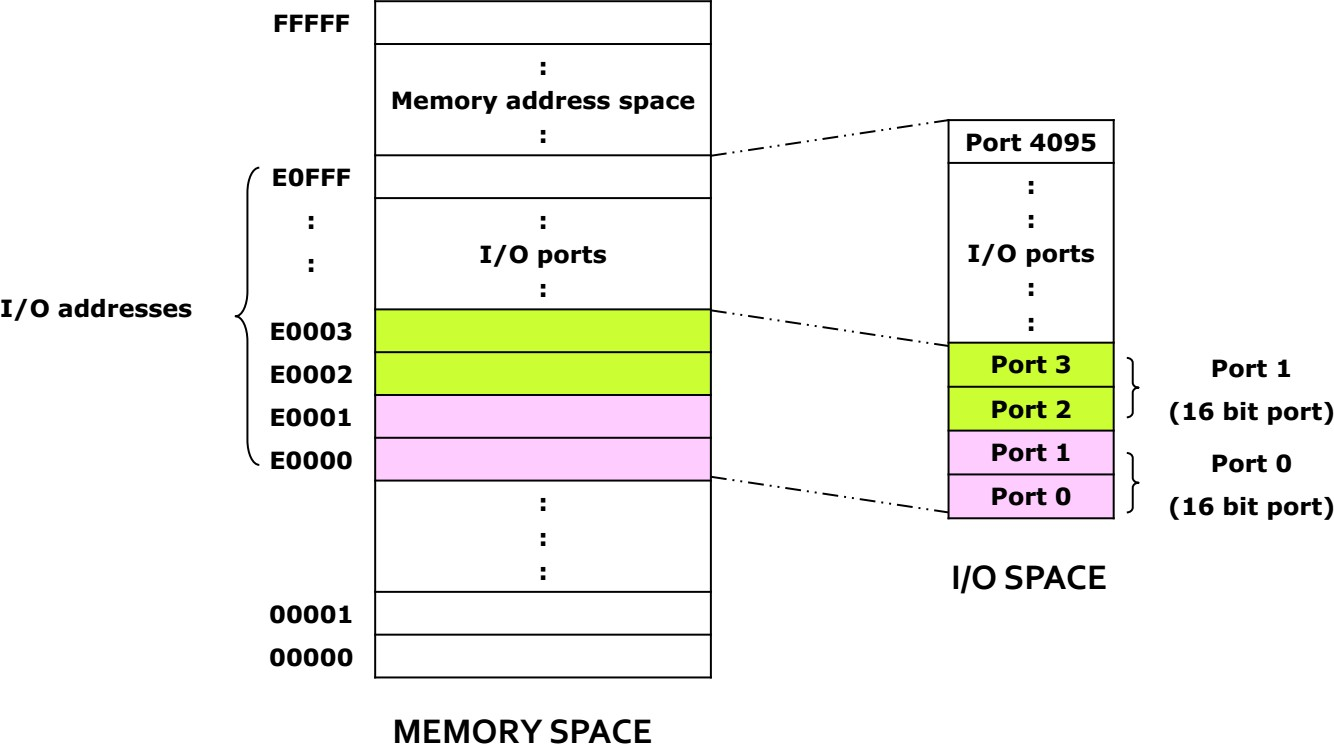 FFFFF
:
Memory address space
:
E0FFF
:
:
I/O addresses
E0003
E0002
E0001
E0000
:
I/O ports
:
:
:
:
00001
00000
MEMORY SPACE
Port 4095
:
:
I/O ports
:
:
Port 3
Port 2
Port 1
Port 0
Port 1
(16 bit port)
Port 0
(16 bit port)
I/O SPACE